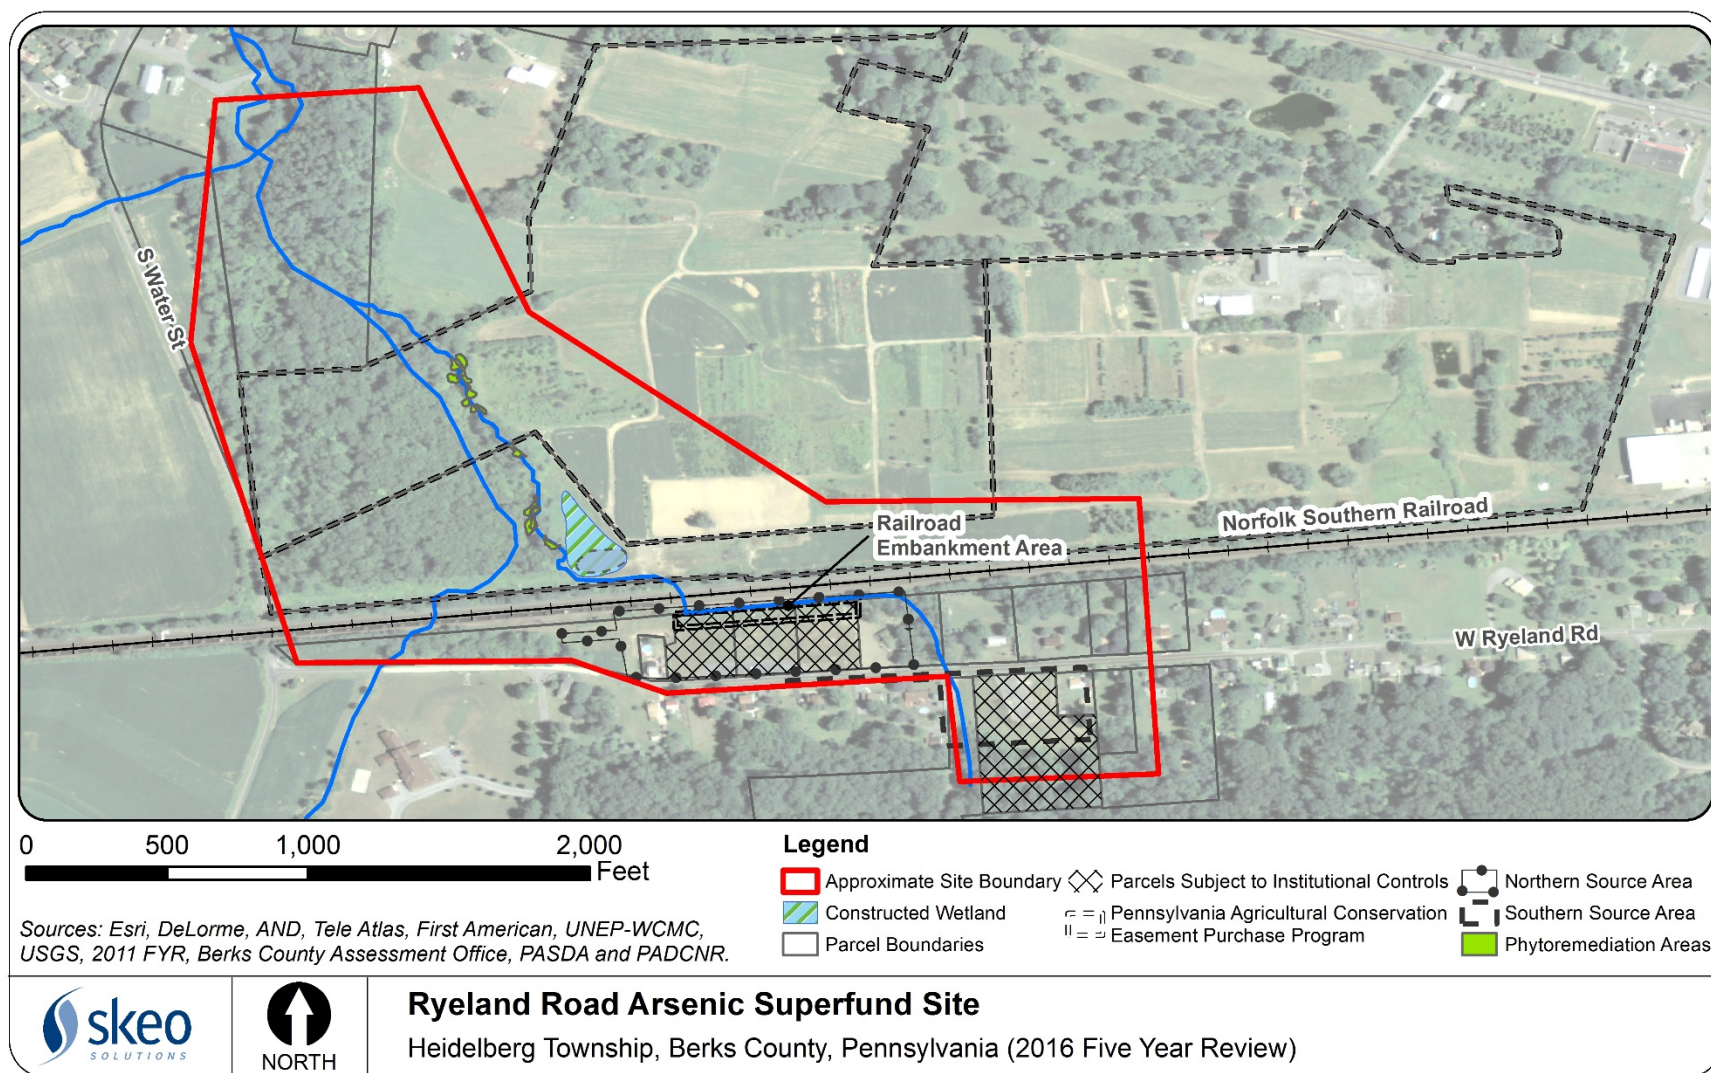 S Water St
Railroad
Embankment Area
Norfolk Southern Railroad
W Ryeland Rd
0 500 1,000 2,000
Feet
Sources: Esri, DeLorme, AND, Tele Atlas, First American, UNEP-WCMC,
USGS, 2011 FYR, Berks County Assessment Office, PASDA and PADCNR.
Legend
Approximate Site Boundary
Constructed Wetland
Parcel Boundaries
Parcels Subject to Institutional Controls
Pennsylvania Agricultural Conservation
Easement Purchase Program
Northern Source Area
Southern Source Area
Phytoremediation Areas
skeo
SOLUTIONS
NORTH
Ryeland Road Arsenic Superfund Site
Heidelberg Township, Berks County, Pennsylvania (2016 Five Year Review)